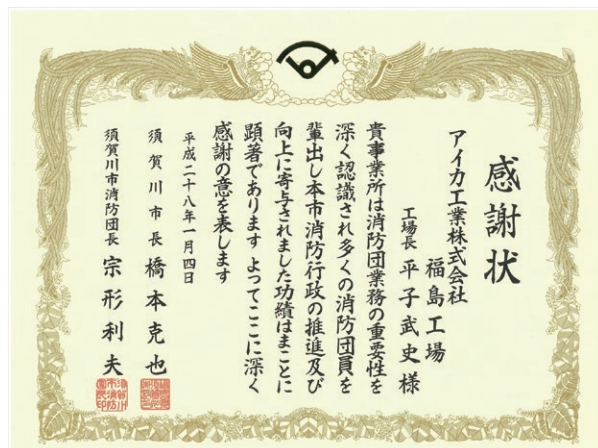 感謝状
アイカ工業株式会社
福島工場
工場長 平子武史様
貴事業所は消防団業務の重要性を
深く認識され多くの消防団員を
輩出し本市消防行政の推進及び
向上に寄与されました功績はまことに
顕著であります よってここに深く
感謝の意を表します
平成二十八年一月四日
須賀川市長 橋本克也
須賀川市消防団長 宗形利夫